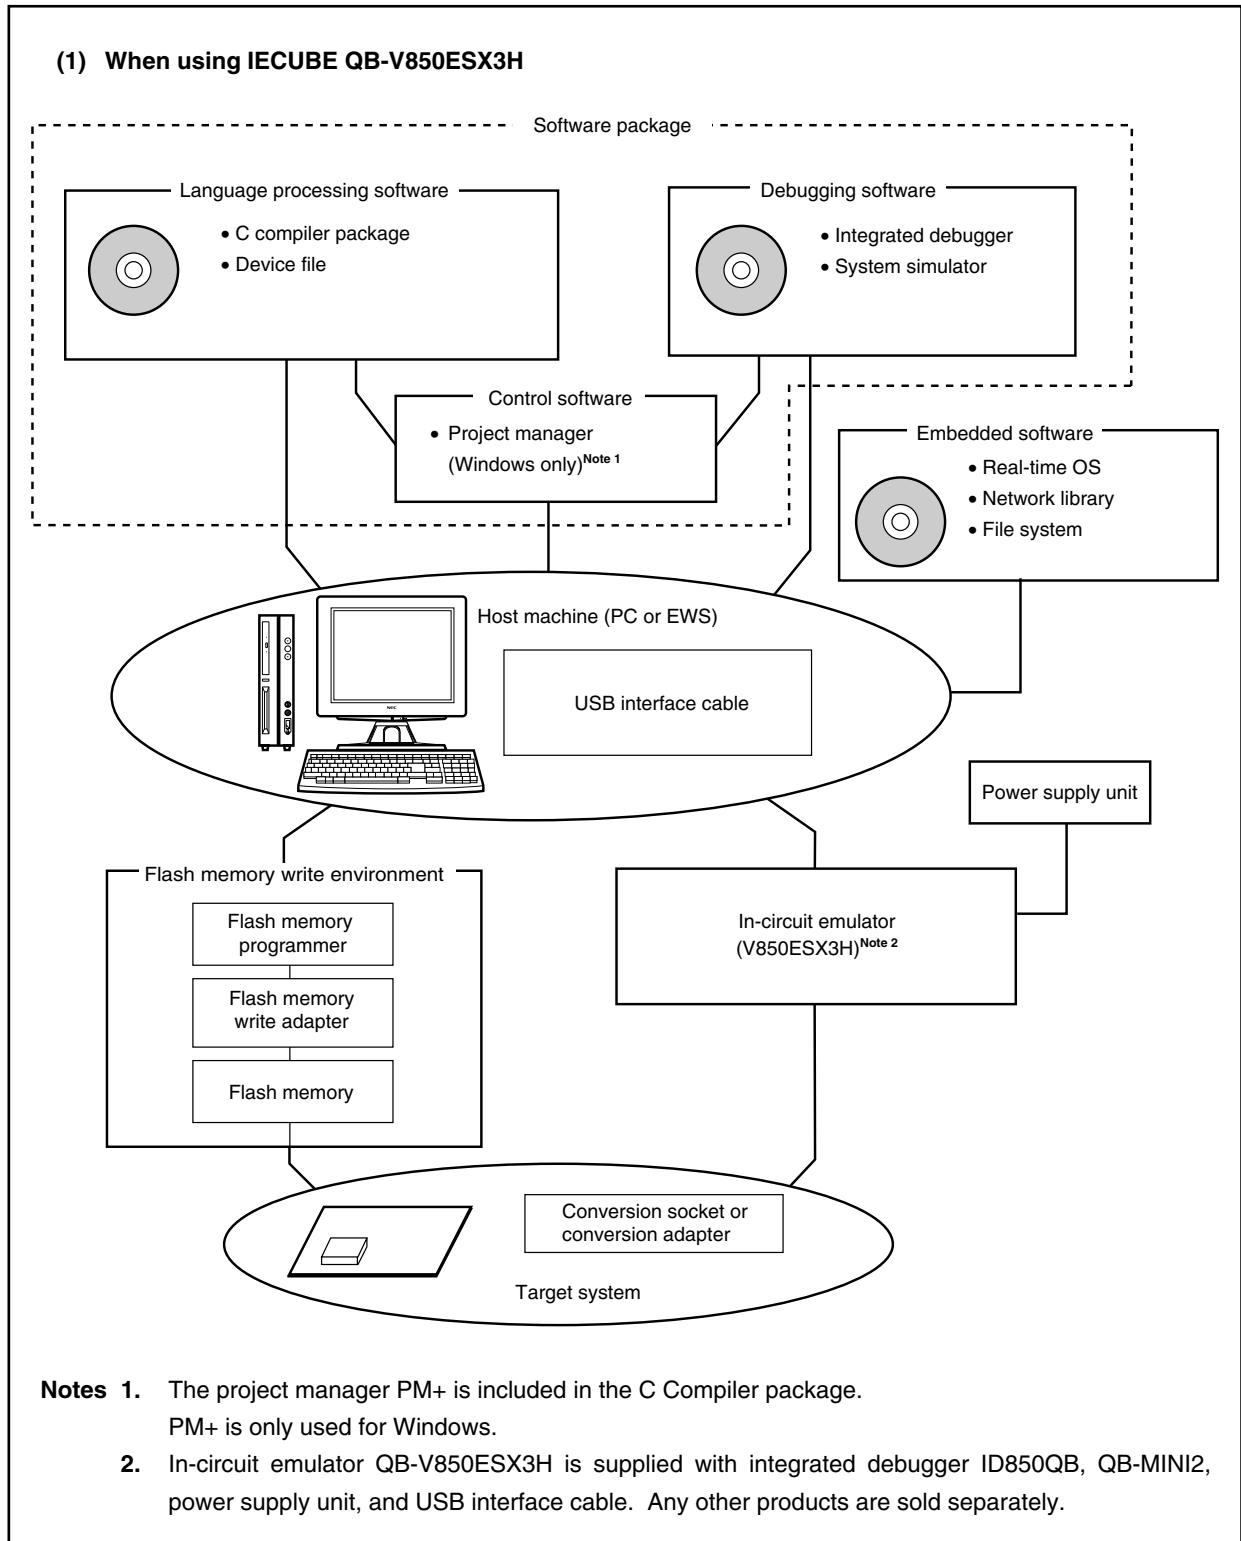 (1) When using IECUBE QB-V850ESX3H
Software package
Language processing software
• C compiler package
• Device file
Debugging software
• Integrated debugger
• System simulator
Control software
• Project manager
(Windows only)Note 1
Embedded software
• Real-time OS
• Network library
• File system
Host machine (PC or EWS)
USB interface cable
NEC
Power supply unit
Flash memory write environment
Flash memory
programmer
Flash memory
write adapter
Flash memory
In-circuit emulator
(V850ESX3H)Note 2
Conversion socket or
conversion adapter
Target system
Notes 1. The project manager PM+ is included in the C Compiler package.
PM+ is only used for Windows.
2. In-circuit emulator QB-V850ESX3H is supplied with integrated debugger ID850QB, QB-MINI2,
power supply unit, and USB interface cable. Any other products are sold separately.